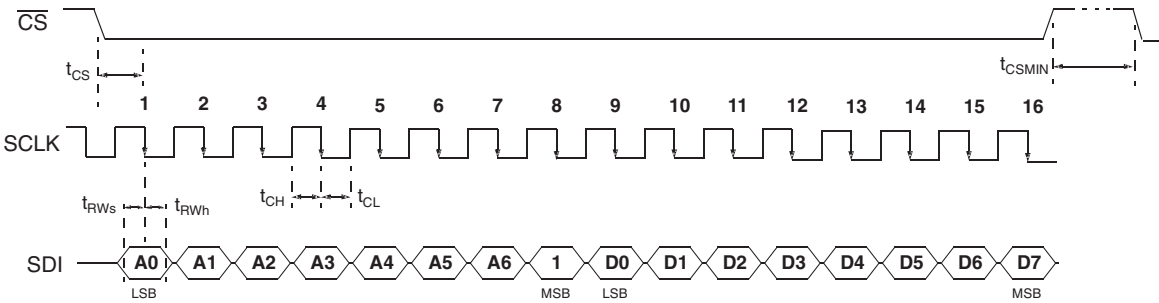 CS
tCS
tCSMIN
1 2 3 4 5 6 7 8 9 10 11 12 13 14 15 16
SCLK
tRWs tRWh tCH tCL
SDI A0 A1 A2 A3 A4 A5 A6 1 D0 D1 D2 D3 D4 D5 D6 D7
LSB MSB LSB MSB